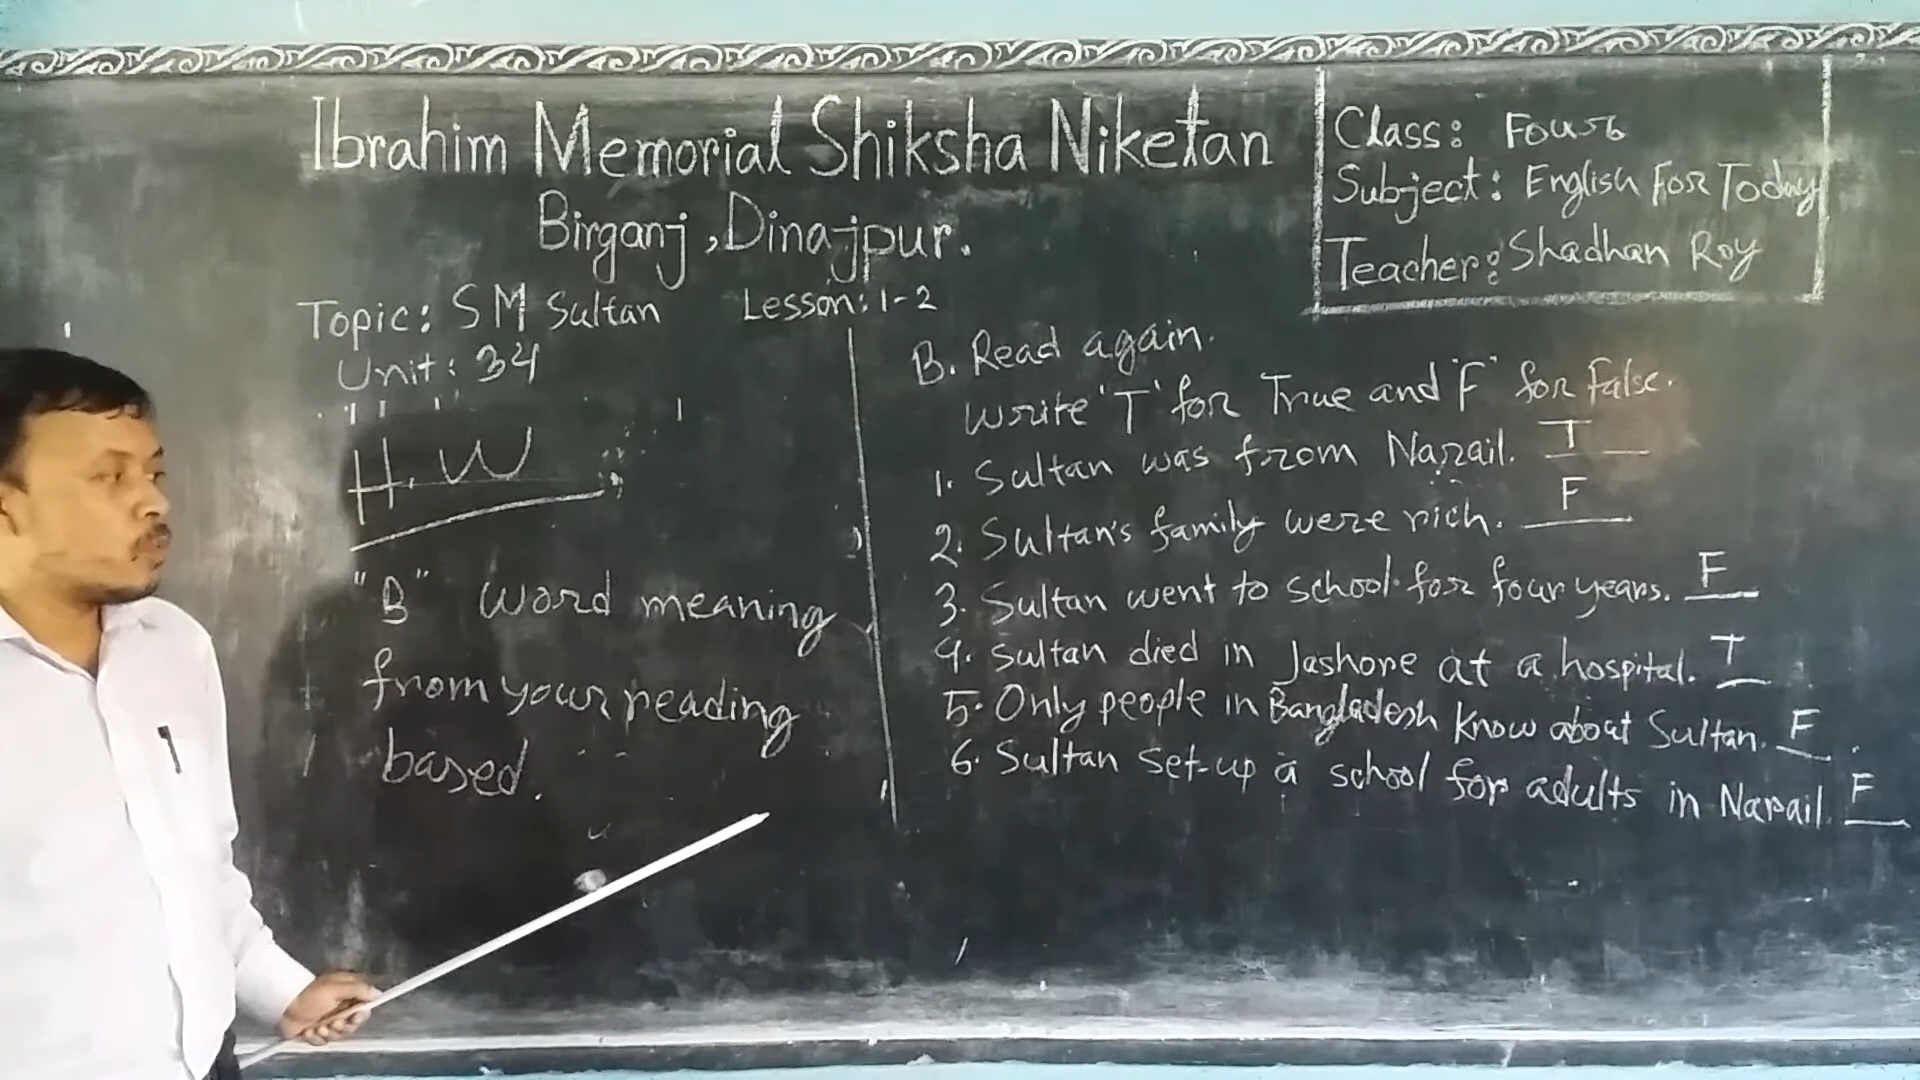 Ibrahim Memorial Shiksha Niketan
Birganj, Dinajpur.
Class: Four
Subject: English For Today
Teacher: Shadhan Roy
Topic: SM Sultan Lesson: 1-2
Unit: 34
H.W
"B" word meaning
from your reading
based.
B. Read again.
Write 'T' for True and 'F' for False.
1. Sultan was from Narail. T
2. Sultan's family were rich. F
3. Sultan went to school for four years. F
4. Sultan died in Jashore at a hospital. T
5. Only people in Bangladesh know about Sultan. F
6. Sultan set-up a school for adults in Narail. F